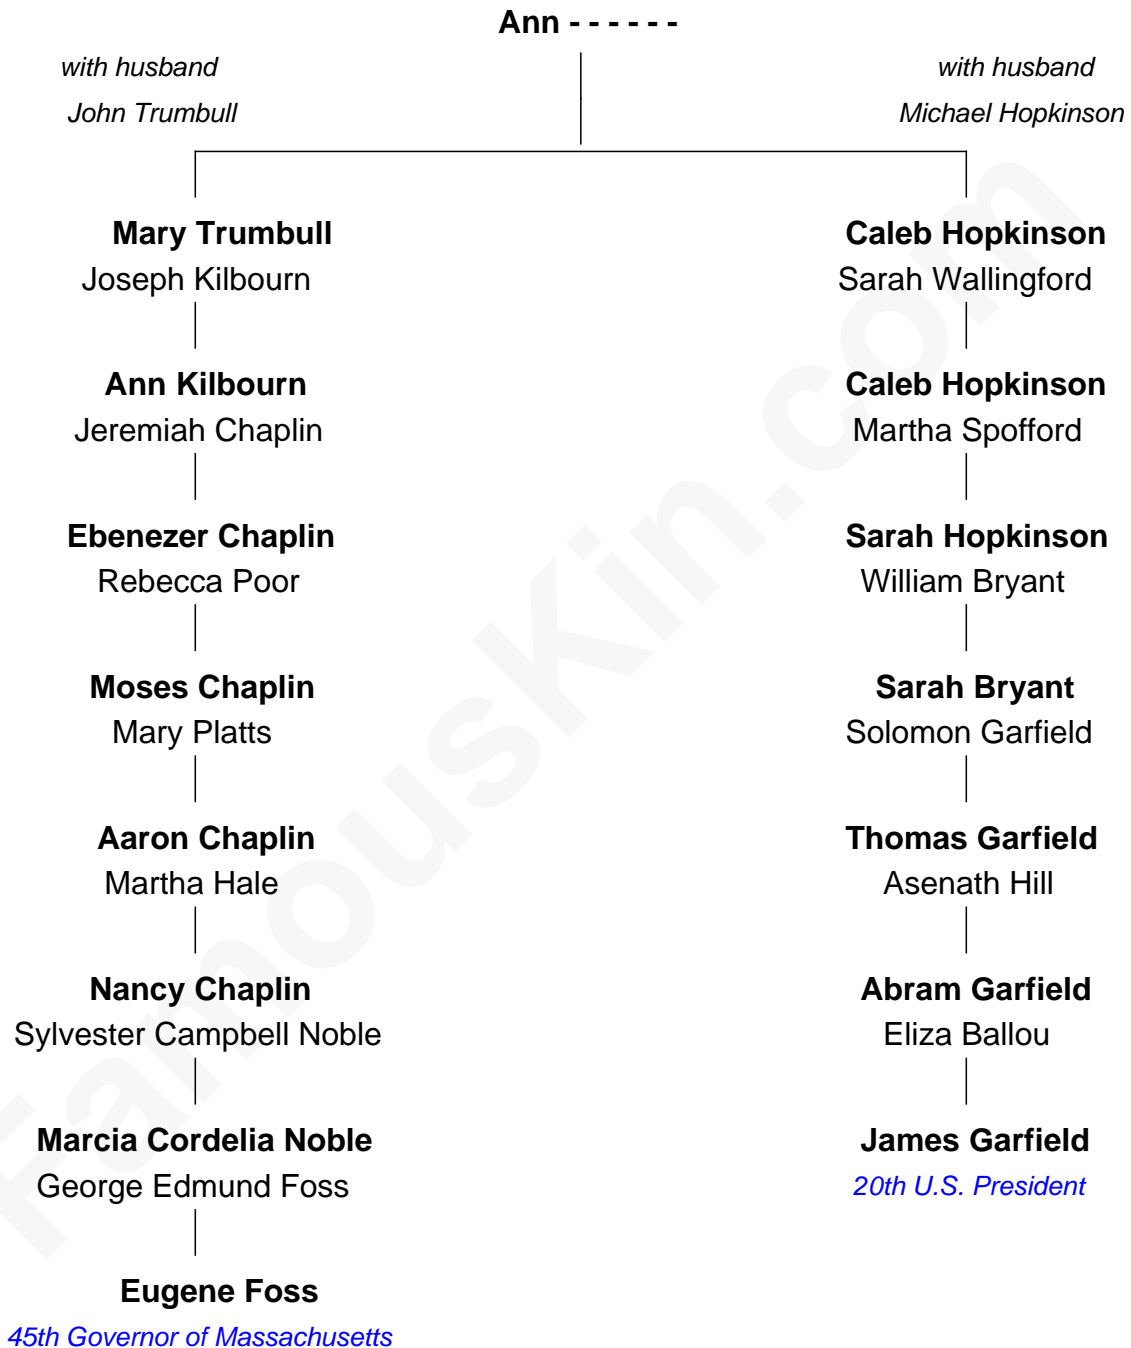 Ann - - - - - -
with husband
John Trumbull
with husband
Michael Hopkinson
Mary Trumbull
Joseph Kilbourn
Ann Kilbourn
Jeremiah Chaplin
Ebenezer Chaplin
Rebecca Poor
Moses Chaplin
Mary Platts
Aaron Chaplin
Martha Hale
Nancy Chaplin
Sylvester Campbell Noble
Marcia Cordelia Noble
George Edmund Foss
Eugene Foss
45th Governor of Massachusetts
Caleb Hopkinson
Sarah Wallingford
Caleb Hopkinson
Martha Spofford
Sarah Hopkinson
William Bryant
Sarah Bryant
Solomon Garfield
Thomas Garfield
Asenath Hill
Abram Garfield
Eliza Ballou
James Garfield
20th U.S. President
FamousKin.com